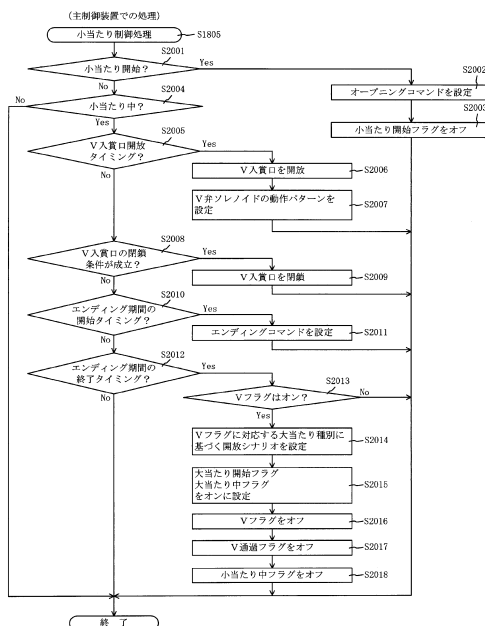 (主制御装置での処理)
小当たり制御処理
S1805
S2001
小当たり開始?
Yes
No
S2002
オープニングコマンドを設定
S2003
小当たり開始フラグをオフ
S2004
No
小当たり中?
Yes
S2005
V入賞口開放
タイミング?
Yes
No
V入賞口を開放
S2006
V弁ソレノイドの動作パターンを
設定
S2007
S2008
V入賞口の閉鎖
条件が成立?
Yes
No
V入賞口を閉鎖
S2009
S2010
エンディング期間の
開始タイミング?
Yes
No
エンディングコマンドを設定
S2011
S2012
エンディング期間の
終了タイミング?
Yes
No
S2013
Vフラグはオン?
No
Yes
Vフラグに対応する大当たり種別に
基づく開放シナリオを設定
S2014
大当たり開始フラグ
大当たり中フラグ
をオンに設定
S2015
Vフラグをオフ
S2016
V通過フラグをオフ
S2017
小当たり中フラグをオフ
S2018
終 了